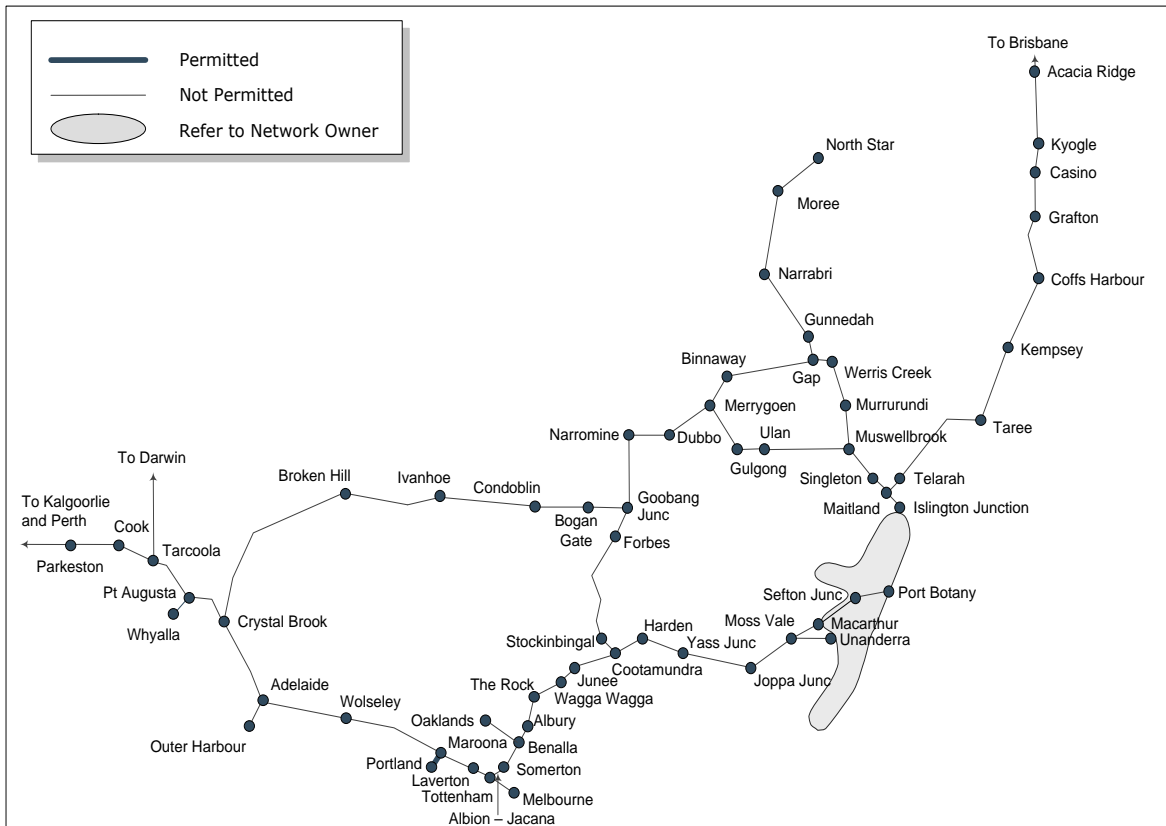 Permitted
Not Permitted
Refer to Network Owner
To Brisbane
Acacia Ridge
Kyogle
Casino
Grafton
Coffs Harbour
Kempsey
Taree
North Star
Moree
Narrabri
Gunnedah
Binnaway
Gap
Werris Creek
Merrygoen
Murrurundi
Narromine
Dubbo
Ulan
Gulgong
Muswellbrook
Singleton
Telarah
Maitland
Islington Junction
Broken Hill
Ivanhoe
Condoblin
Bogan
Gate
Goobang
Junc
Forbes
To Darwin
To Kalgoorlie
and Perth
Cook
Tarcoola
Parkeston
Pt Augusta
Whyalla
Crystal Brook
Sefton Junc
Port Botany
Moss Vale
Macarthur
Unanderra
Harden
Yass Junc
Stockinbingal
Cootamundra
Joppa Junc
Junee
The Rock
Wagga Wagga
Adelaide
Wolseley
Outer Harbour
Oaklands
Albury
Maroona
Benalla
Portland
Laverton
Somerton
Tottenham
Melbourne
Albion – Jacana